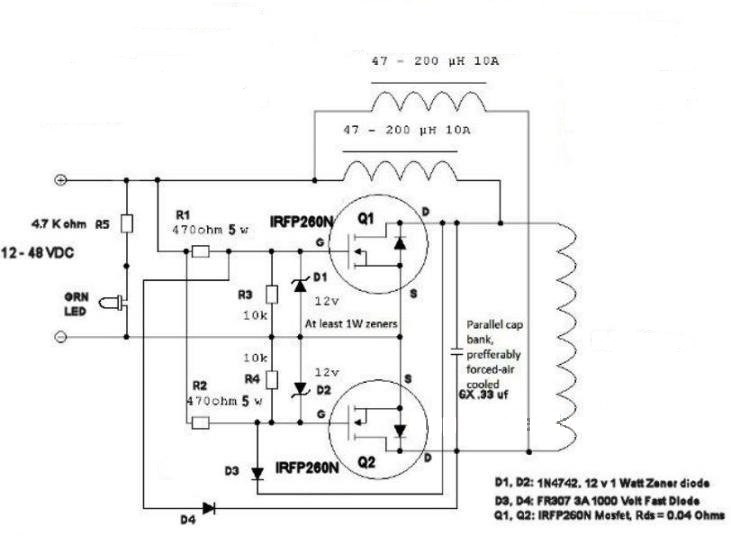 47 - 200 µH 10A
47 - 200 µH 10A
R1
470ohm 5 w
IRFP260N
Q1
D
4.7 K ohm R5
12 - 48 VDC
G
D1
R3
12v
S
GRN
LED
10k
At least 1W zeners
Parallel cap
bank,
prefferably
forced-air
cooled
6X .33 uf
10k
12v
S
R4
R2
D2
470ohm 5 w
G
D3
IRFP260N
Q2
D
D4
D1, D2: 1N4742, 12 v 1 Watt Zener diode
D3, D4: FR307 3A 1000 Volt Fast Diode
Q1, Q2: IRFP260N Mosfet, Rds = 0.04 Ohms